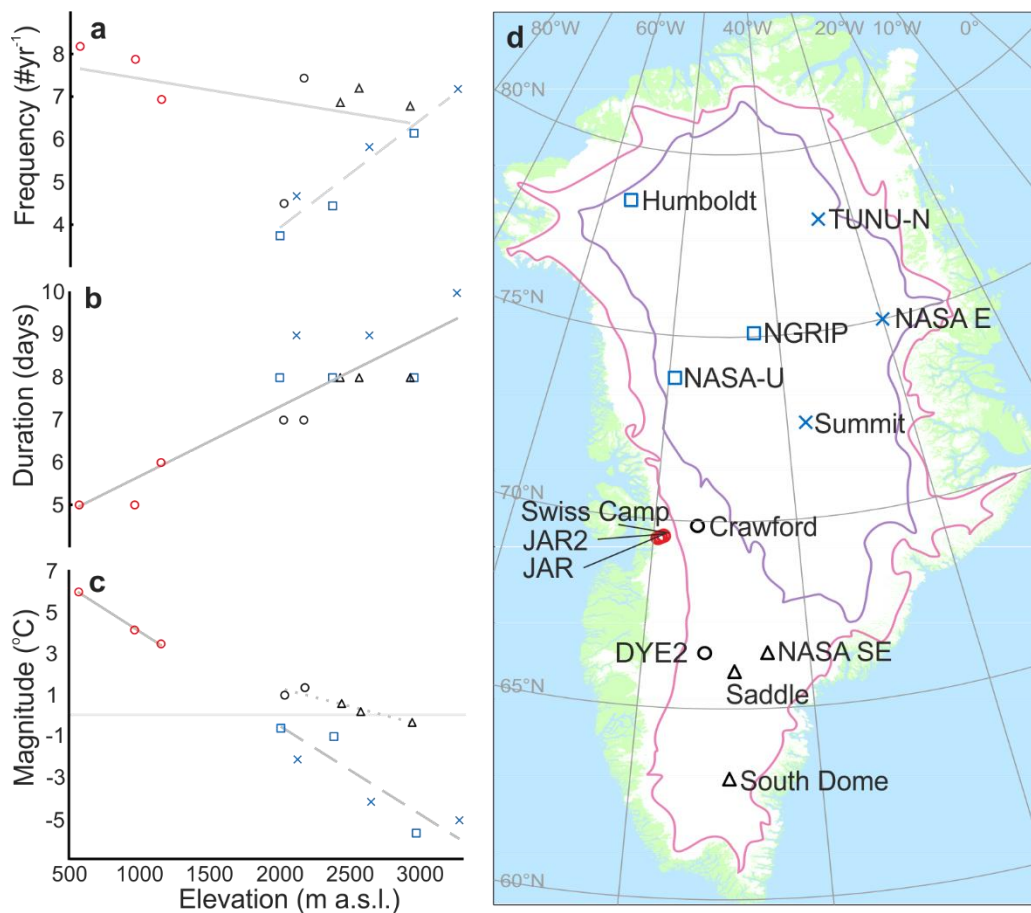 a
Frequency (#yr⁻¹)
8
7
6
5
4
b
Duration (days)
10
9
8
7
6
5
c
Magnitude (°C)
7
5
3
1
-1
-3
-5
500 1000 1500 2000 2500 3000
Elevation (m a.s.l.)
d
80°W 60°W 40°W 20°W 0°
80°N
75°N
70°N
65°N
60°N
Humboldt
TUNU-N
NASA E
NGRIP
NASA-U
Summit
Swiss Camp
JAR2
JAR
Crawford
DYE2
NASA SE
Saddle
South Dome